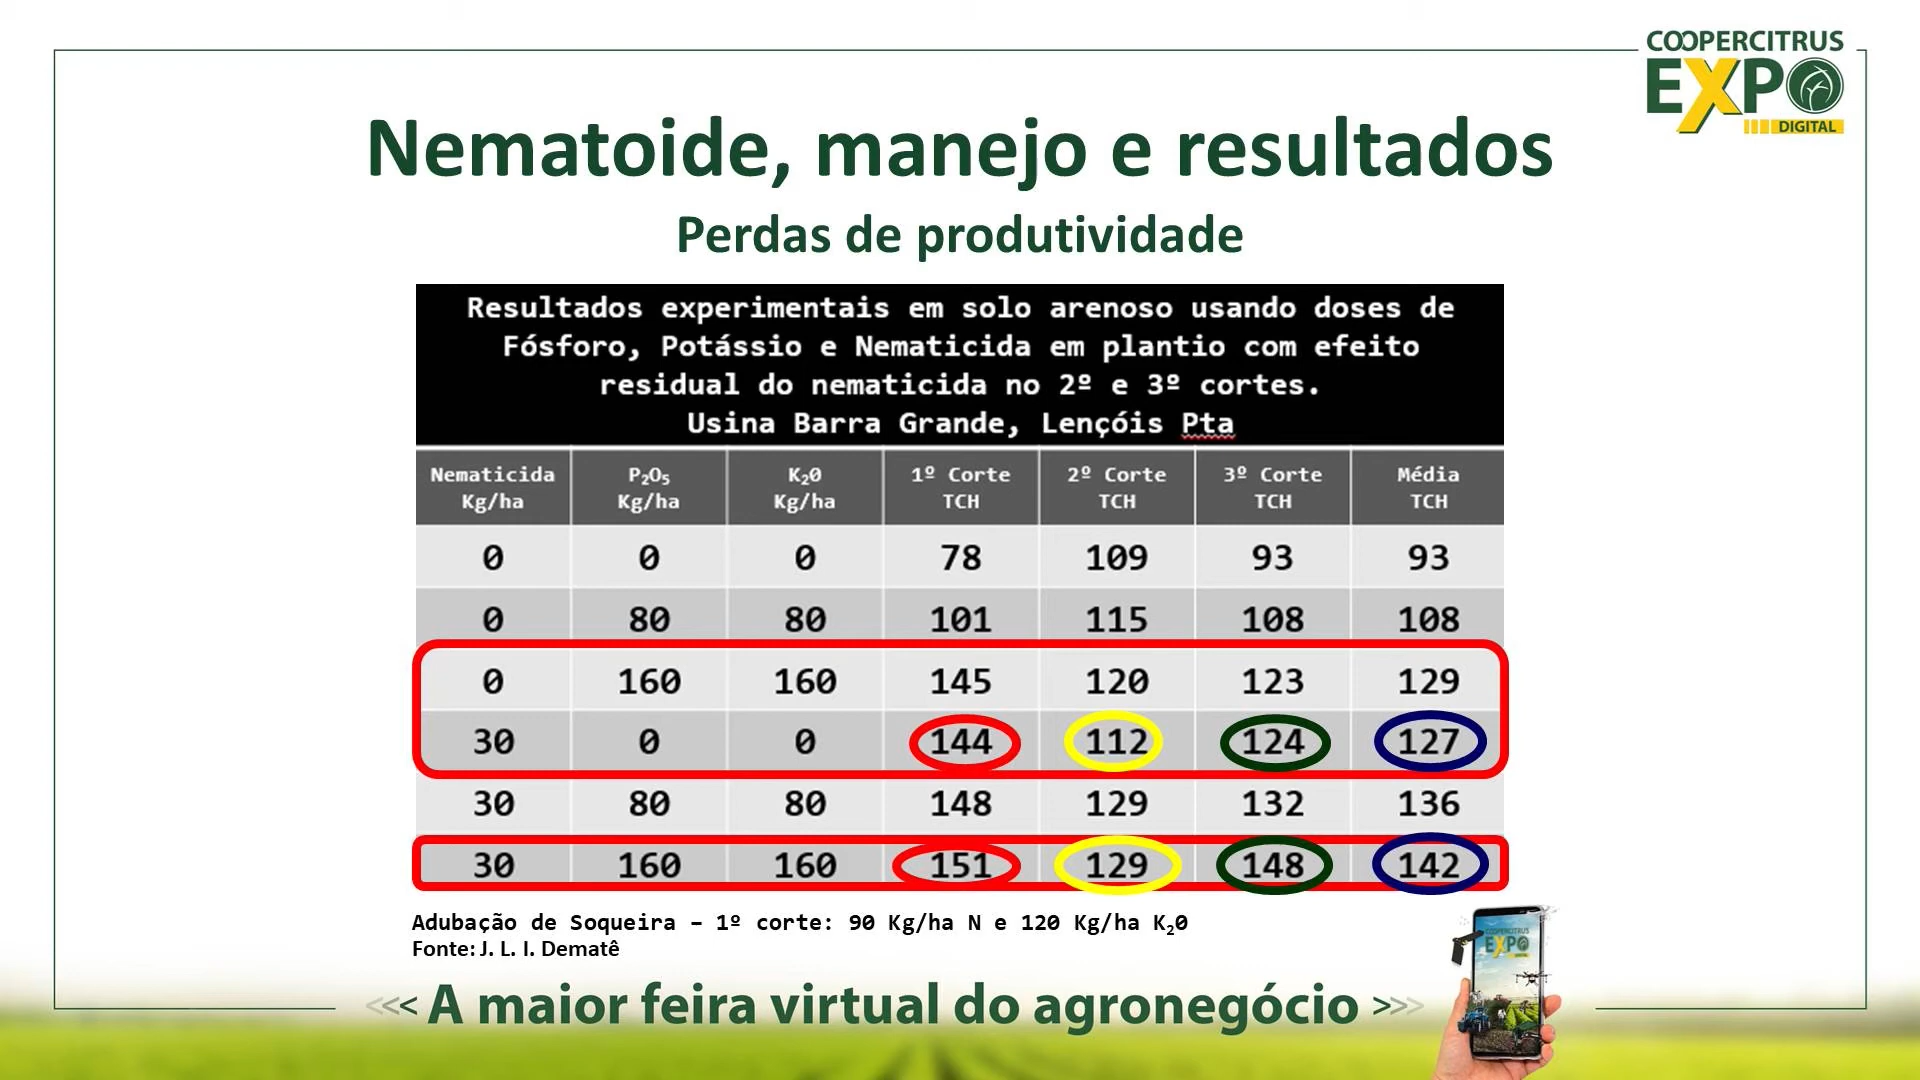 COOPERCITRUS
EXPO
DIGITAL
Nematoide, manejo e resultados
Perdas de produtividade
Resultados experimentais em solo arenoso usando doses de
Fósforo, Potássio e Nematicida em plantio com efeito
residual do nematicida no 2º e 3º cortes.
Usina Barra Grande, Lençóis Pta
Nematicida Kg/ha P₂O₅ Kg/ha K₂0 Kg/ha 1º Corte TCH 2º Corte TCH 3º Corte TCH Média TCH
0 0 0 78 109 93 93
0 80 80 101 115 108 108
0 160 160 145 120 123 129
30 0 0 144 112 124 127
30 80 80 148 129 132 136
30 160 160 151 129 148 142
Adubação de Soqueira – 1º corte: 90 Kg/ha N e 120 Kg/ha K₂0
Fonte: J. L. I. Dematê
<<< A maior feira virtual do agronegócio >>>
COOPERCITRUS
EXPO